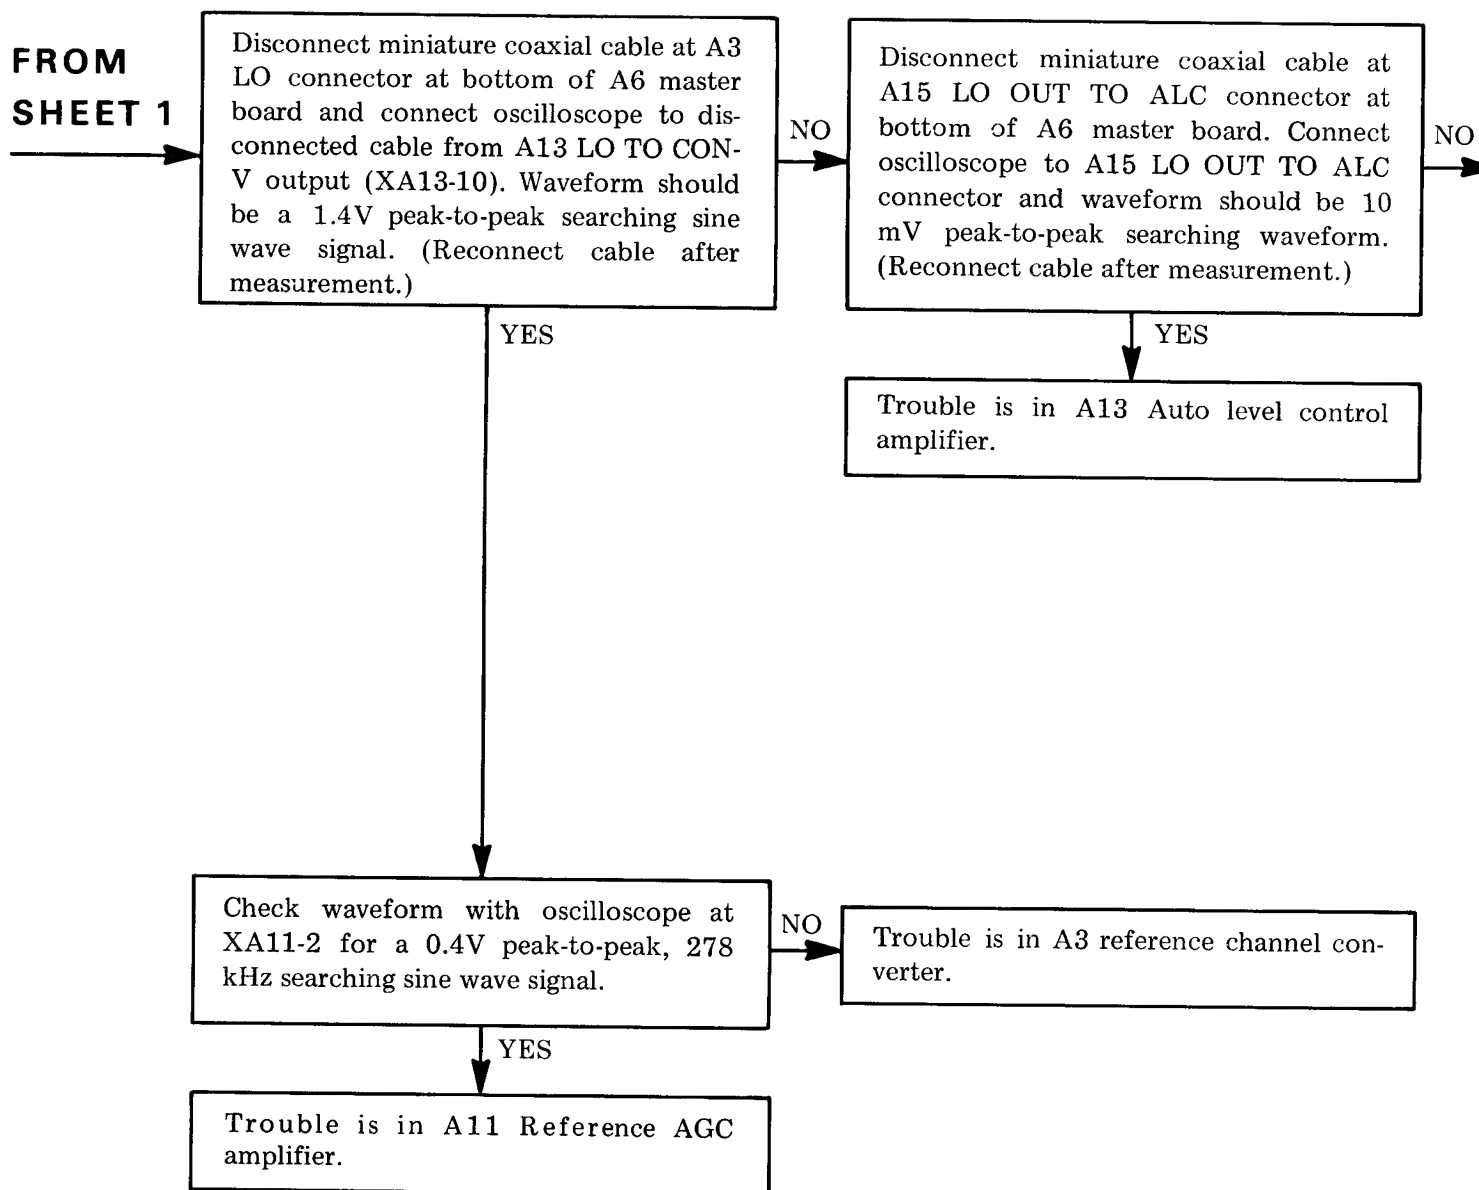 FROM
SHEET 1
Disconnect miniature coaxial cable at A3
LO connector at bottom of A6 master
board and connect oscilloscope to dis-
connected cable from A13 LO TO CON-
V output (XA13-10). Waveform should
be a 1.4V peak-to-peak searching sine
wave signal. (Reconnect cable after
measurement.)
NO
Disconnect miniature coaxial cable at
A15 LO OUT TO ALC connector at
bottom of A6 master board. Connect
oscilloscope to A15 LO OUT TO ALC
connector and waveform should be 10
mV peak-to-peak searching waveform.
(Reconnect cable after measurement.)
NO
YES
YES
Trouble is in A13 Auto level control
amplifier.
Check waveform with oscilloscope at
XA11-2 for a 0.4V peak-to-peak, 278
kHz searching sine wave signal.
NO
Trouble is in A3 reference channel con-
verter.
YES
Trouble is in A11 Reference AGC
amplifier.